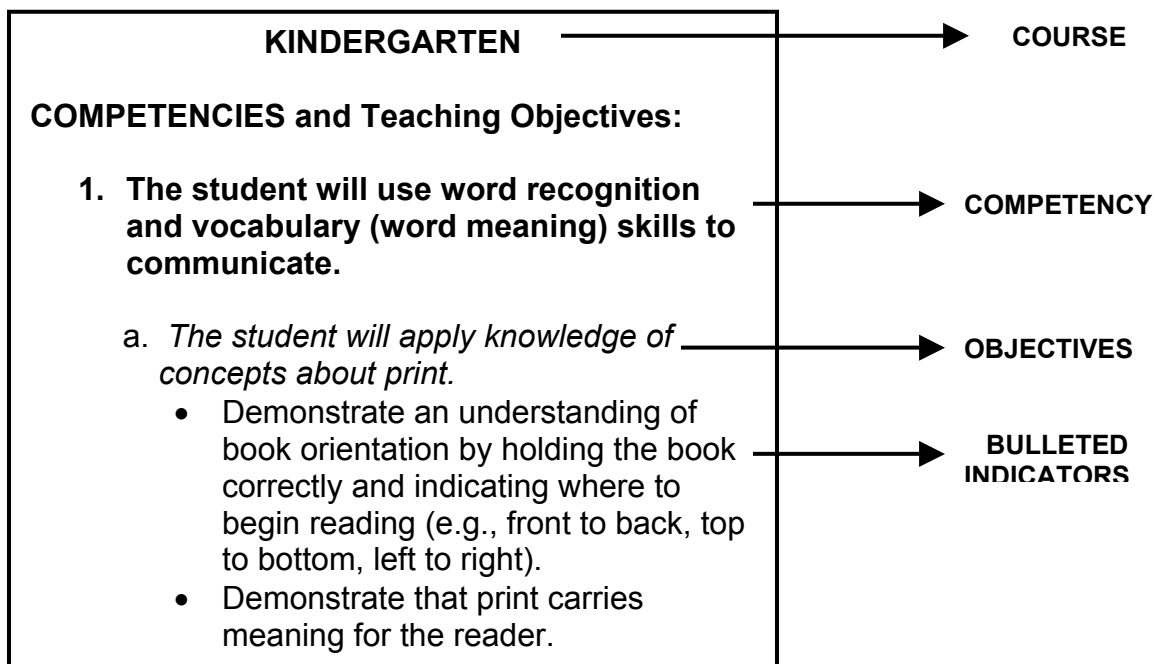 KINDERGARTEN
COURSE
COMPETENCIES and Teaching Objectives:
1. The student will use word recognition
and vocabulary (word meaning) skills to
communicate.
COMPETENCY
a. The student will apply knowledge of
concepts about print.
OBJECTIVES
• Demonstrate an understanding of
book orientation by holding the book
correctly and indicating where to
begin reading (e.g., front to back, top
to bottom, left to right).
BULLETED
INDICATORS
• Demonstrate that print carries
meaning for the reader.